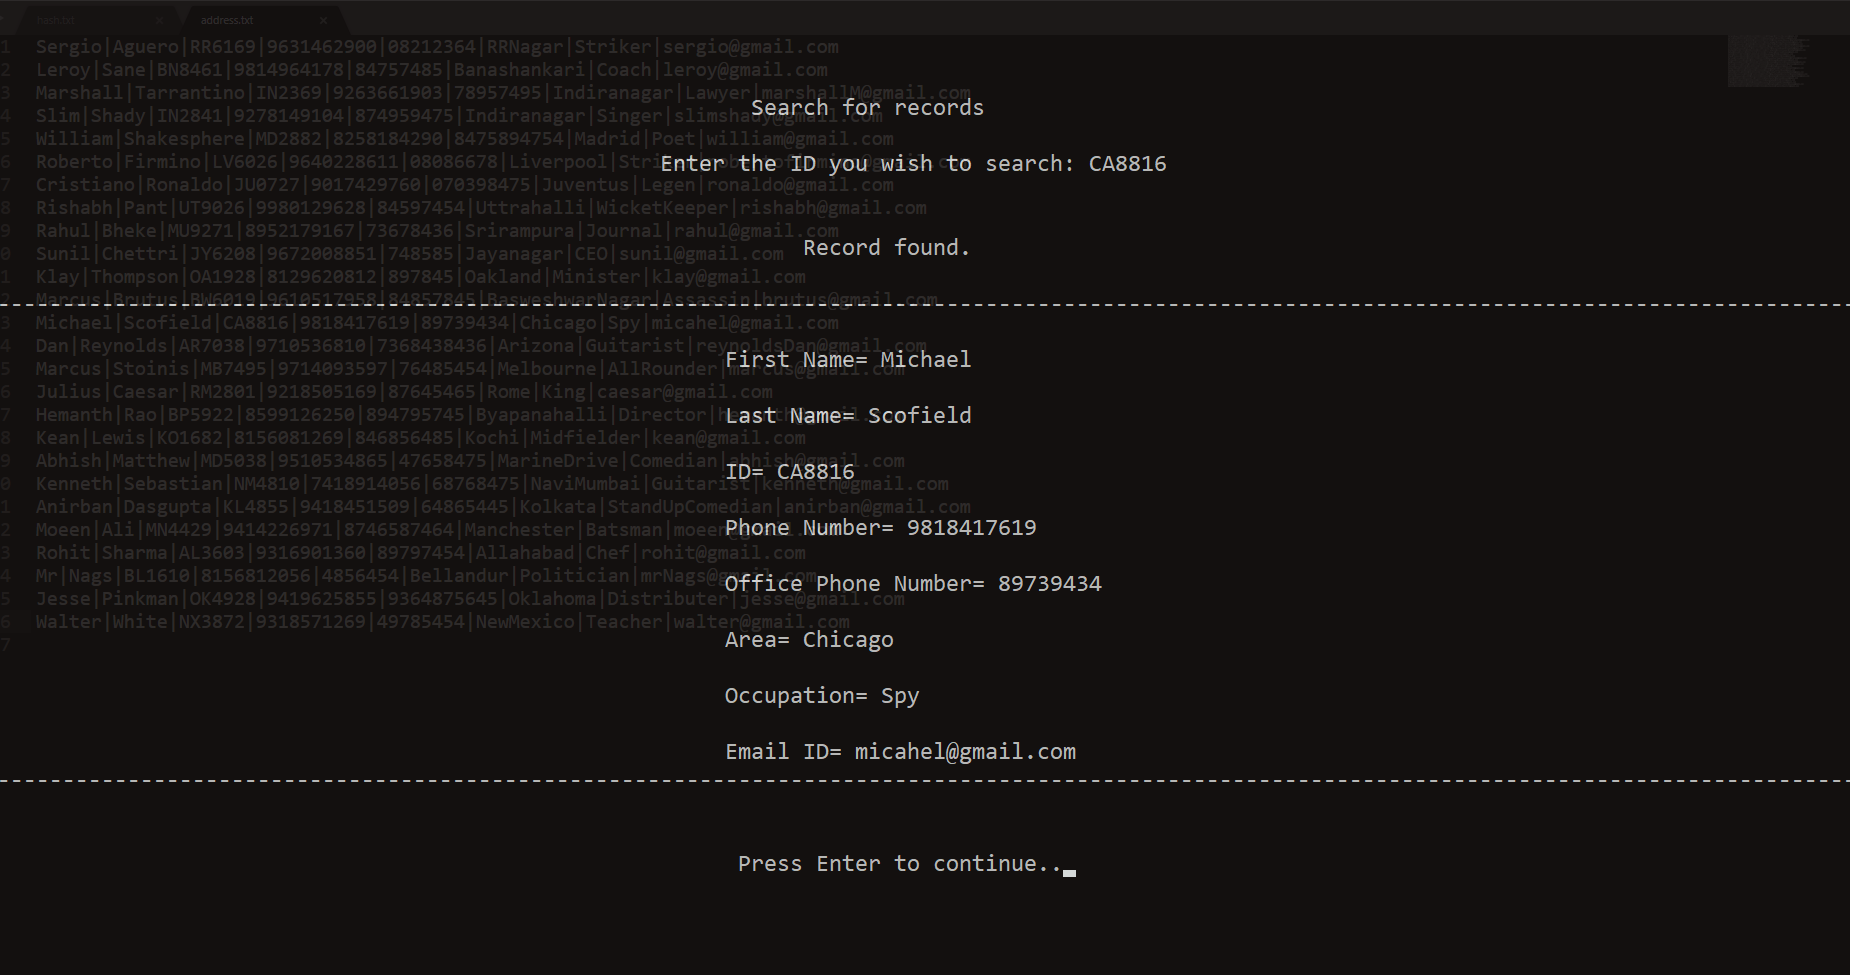 hash.txt
address.txt
1 Sergio|Aguero|RR6169|9631462900|08212364|RRNagar|Striker|sergio@gmail.com
2 Leroy|Sane|BN8461|9814964178|84757485|Banashankari|Coach|leroy@gmail.com
3 Marshall|Tarrantino|IN2369|9263661903|78957495|Indiranagar|Lawyer|marshallM@gmail.com
Search for records
4 Slim|Shady|IN2841|9278149104|874959475|Indiranagar|Singer|slimshady@gmail.com
5 William|Shakesphere|MD2882|8258184290|8475894754|Madrid|Poet|william@gmail.com
6 Roberto|Firmino|LV6026|9640228611|08086678|Liverpool|
Enter the ID you wish to search: CA8816
7 Cristiano|Ronaldo|JU0727|9017429760|070398475|Juventus|Legen|ronaldo@gmail.com
8 Rishabh|Pant|UT9026|9980129628|84597454|Uttrahalli|WicketKeeper|rishabh@gmail.com
9 Rahul|Bheke|MU9271|8952179167|73678436|Srirampura|Journal|rahul@gmail.com
0 Sunil|Chettri|JY6208|9672008851|748585|Jayanagar|CEO|sunil@gmail.com
Record found.
1 Klay|Thompson|OA1928|8129620812|897845|Oakland|Minister|klay@gmail.com
2 Marcus|Brutus|BW6019|9610517958|84857845|BasweshwarNagar|Assassin|brutus@gmail.com
3 Michael|Scofield|CA8816|9818417619|89739434|Chicago|Spy|micahel@gmail.com
4 Dan|Reynolds|AR7038|9710536810|7368438436|Arizona|Guitarist|reynoldsDan@gmail.com
First Name= Michael
5 Marcus|Stoinis|MB7495|9714093597|76485454|Melbourne|AllRounder|marcus@gmail.com
6 Julius|Caesar|RM2801|9218505169|87645465|Rome|King|caesar@gmail.com
7 Hemanth|Rao|BP5922|8599126250|894795745|Byapanahalli|Director|
Last Name= Scofield
8 Kean|Lewis|KO1682|8156081269|846856485|Kochi|Midfielder|kean@gmail.com
9 Abhish|Matthew|MD5038|9510534865|47658475|MarineDrive|Comedian|abhish@gmail.com
ID= CA8816
0 Kenneth|Sebastian|NM4810|7418914056|68768475|NaviMumbai|Guitarist|kenneth@gmail.com
1 Anirban|Dasgupta|KL4855|9418451509|64865445|Kolkata|StandUpComedian|anirban@gmail.com
2 Moeen|Ali|MN4429|9414226971|8746587464|Manchester|Batsman|
Phone Number= 9818417619
3 Rohit|Sharma|AL3603|9316901360|89797454|Allahabad|Chef|rohit@gmail.com
4 Mr|Nags|BL1610|8156812056|4856454|Bellandur|Politician|mrNags@gmail.com
Office Phone Number= 89739434
5 Jesse|Pinkman|OK4928|9419625855|9364875645|Oklahoma|Distributer|jesse@gmail.com
6 Walter|White|NX3872|9318571269|49785454|NewMexico|Teacher|walter@gmail.com
7
Area= Chicago
Occupation= Spy
Email ID= micahel@gmail.com
Press Enter to continue..